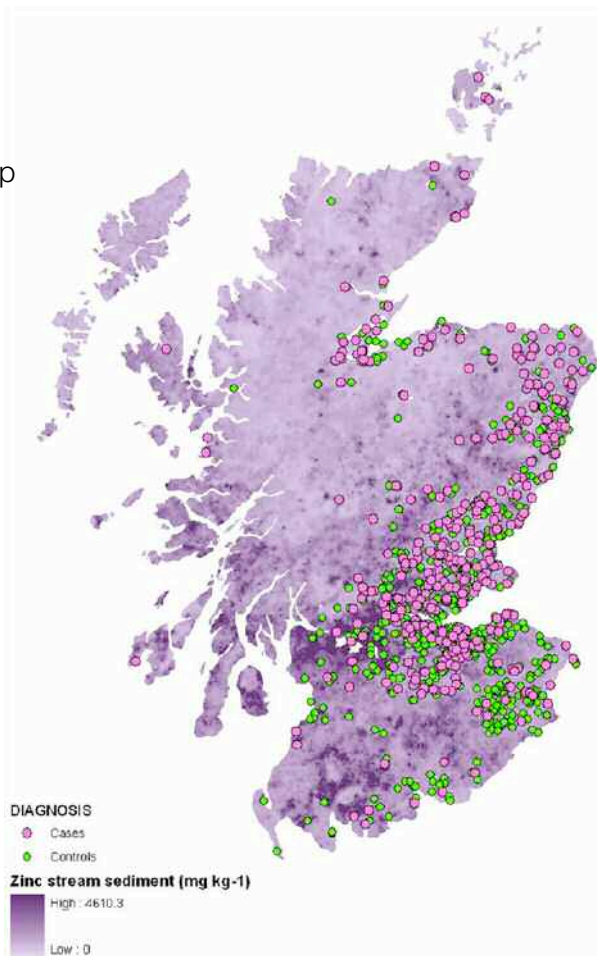 p
DIAGNOSIS
Cases
Controls
Zinc stream sediment (mg kg-1)
High : 4610.3
Low : 0